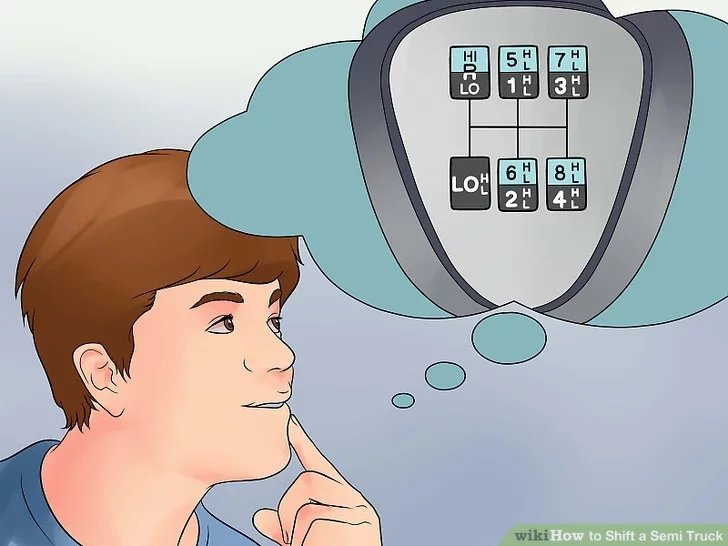 HI
R
LO
5 H L
1 H L
7 H L
3 H L
LO H L
6 H L
2 H L
8 H L
4 H L
wikiHow to Shift a Semi Truck